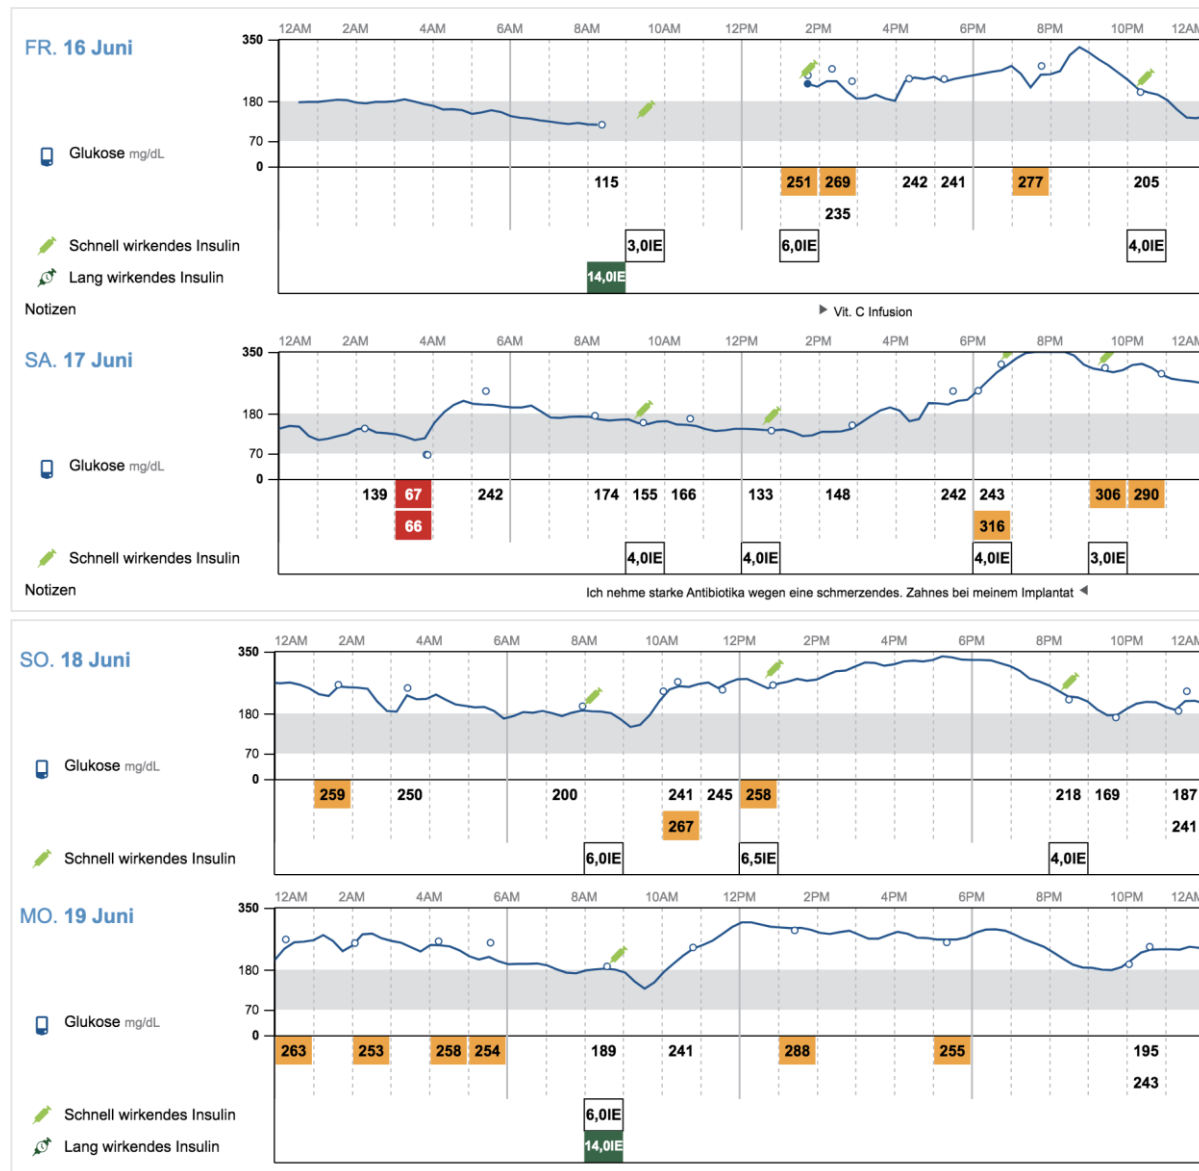 12AM 2AM 4AM 6AM 8AM 10AM 12PM 2PM 4PM 6PM 8PM 10PM 12AM
FR. 16 Juni
350
180
70
0
Glukose mg/dL
115 251 269 242 241 277 205
235
Schnell wirkendes Insulin 3,0IE 6,0IE 4,0IE
Lang wirkendes Insulin 14,0IE
Notizen Vit. C Infusion
12AM 2AM 4AM 6AM 8AM 10AM 12PM 2PM 4PM 6PM 8PM 10PM 12AM
SA. 17 Juni
350
180
70
0
Glukose mg/dL
139 67 242 174 155 166 133 148 242 243 306 290
66 316
Schnell wirkendes Insulin 4,0IE 4,0IE 4,0IE 3,0IE
Notizen Ich nehme starke Antibiotika wegen eine schmerzendes. Zahnes bei meinem Implantat
12AM 2AM 4AM 6AM 8AM 10AM 12PM 2PM 4PM 6PM 8PM 10PM 12AM
SO. 18 Juni
350
180
70
0
Glukose mg/dL
259 250 200 241 245 258 218 169 187
267 241
Schnell wirkendes Insulin 6,0IE 6,5IE 4,0IE
12AM 2AM 4AM 6AM 8AM 10AM 12PM 2PM 4PM 6PM 8PM 10PM 12AM
MO. 19 Juni
350
180
70
0
Glukose mg/dL
263 253 258 254 189 241 288 255 195
243
Schnell wirkendes Insulin 6,0IE
Lang wirkendes Insulin 14,0IE